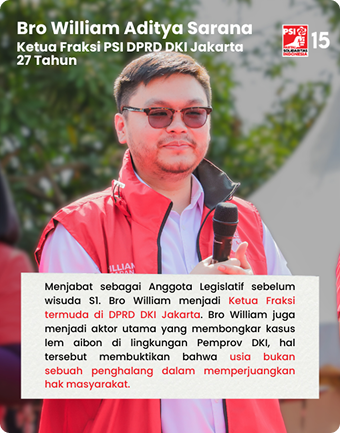 Bro William Aditya Sarana
Ketua Fraksi PSI DPRD DKI Jakarta
27 Tahun
PSI
SOLIDARITAS
INDONESIA
15
WILLIAM
Menjabat sebagai Anggota Legislatif sebelum
wisuda S1. Bro William menjadi Ketua Fraksi
termuda di DPRD DKI Jakarta. Bro William juga
menjadi aktor utama yang membongkar kasus
lem aibon di lingkungan Pemprov DKI, hal
tersebut membuktikan bahwa usia bukan
sebuah penghalang dalam memperjuangkan
hak masyarakat.